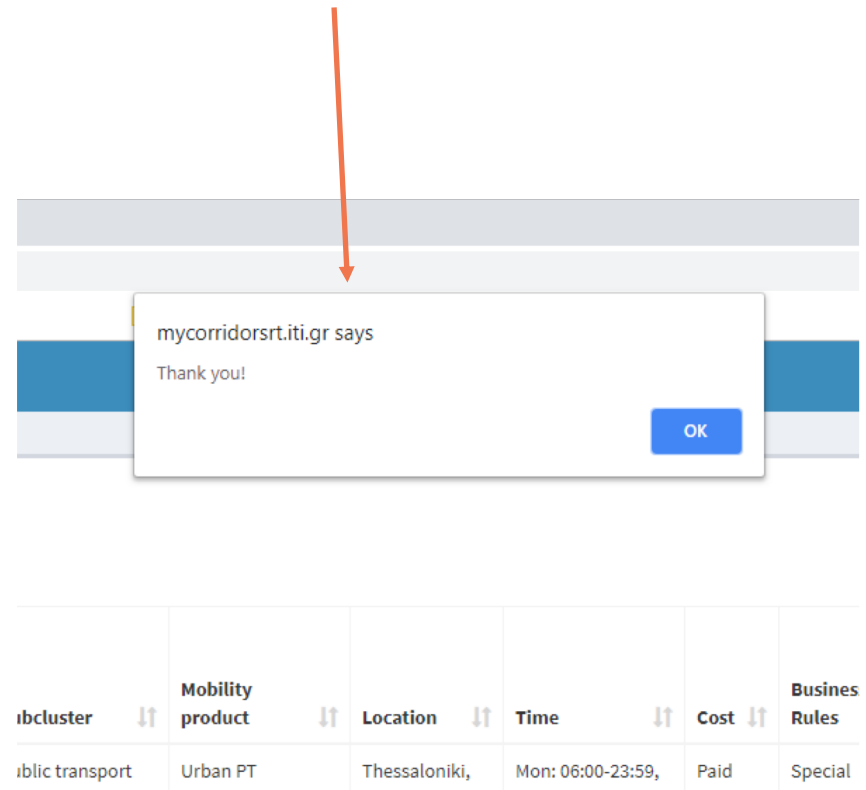 mycorridorsrt.iti.gr says
Thank you!
OK
Mobility
Business
ubcluster product Location Time Cost Rules
ublic transport Urban PT Thessaloniki, Mon: 06:00-23:59, Paid Special